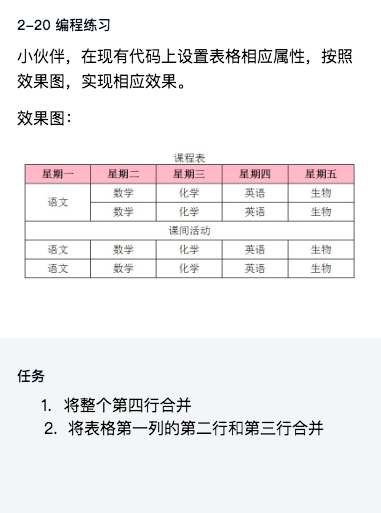 2-20 编程练习
小伙伴，在现有代码上设置表格相应属性，按照
效果图，实现相应效果。
效果图：
课程表
星期一 星期二 星期三 星期四 星期五
语文 数学 化学 英语 生物
数学 化学 英语 生物
课间活动
语文 数学 化学 英语 生物
语文 数学 化学 英语 生物
任务
1. 将整个第四行合并
2. 将表格第一列的第二行和第三行合并